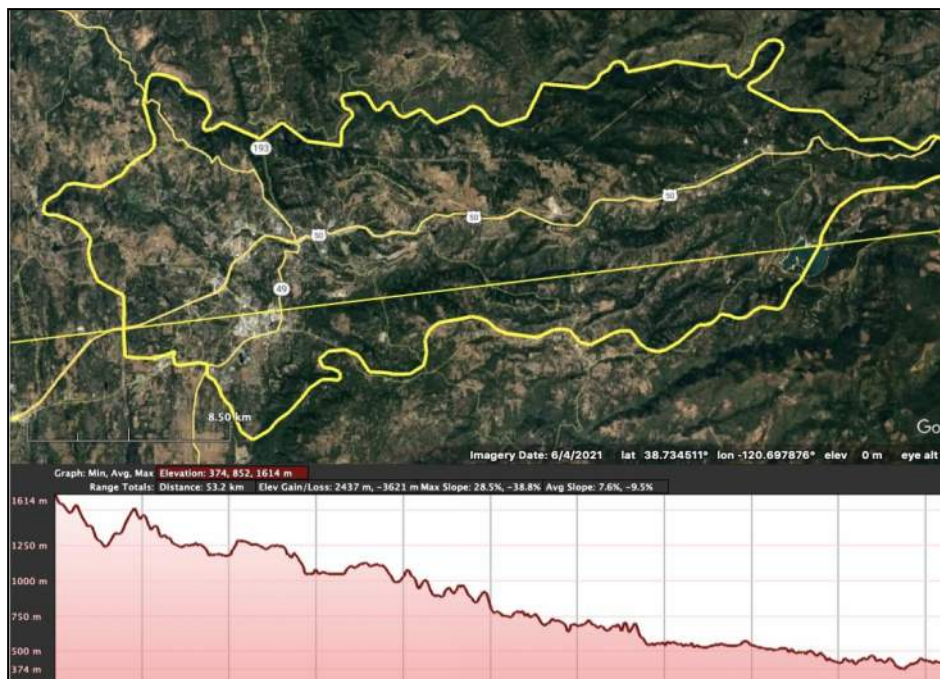 193
50
50
50
49
8.50 km
Go
Imagery Date: 6/4/2021 lat 38.734511° lon -120.697876° elev 0 m eye alt
Graph: Min, Avg, Max Elevation: 374, 852, 1614 m
Range Totals: Distance: 53.2 km Elev Gain/Loss: 2437 m, -3621 m Max Slope: 28.5%, -38.8% Avg Slope: 7.6%, -9.5%
1614 m
1250 m
1000 m
750 m
500 m
374 m